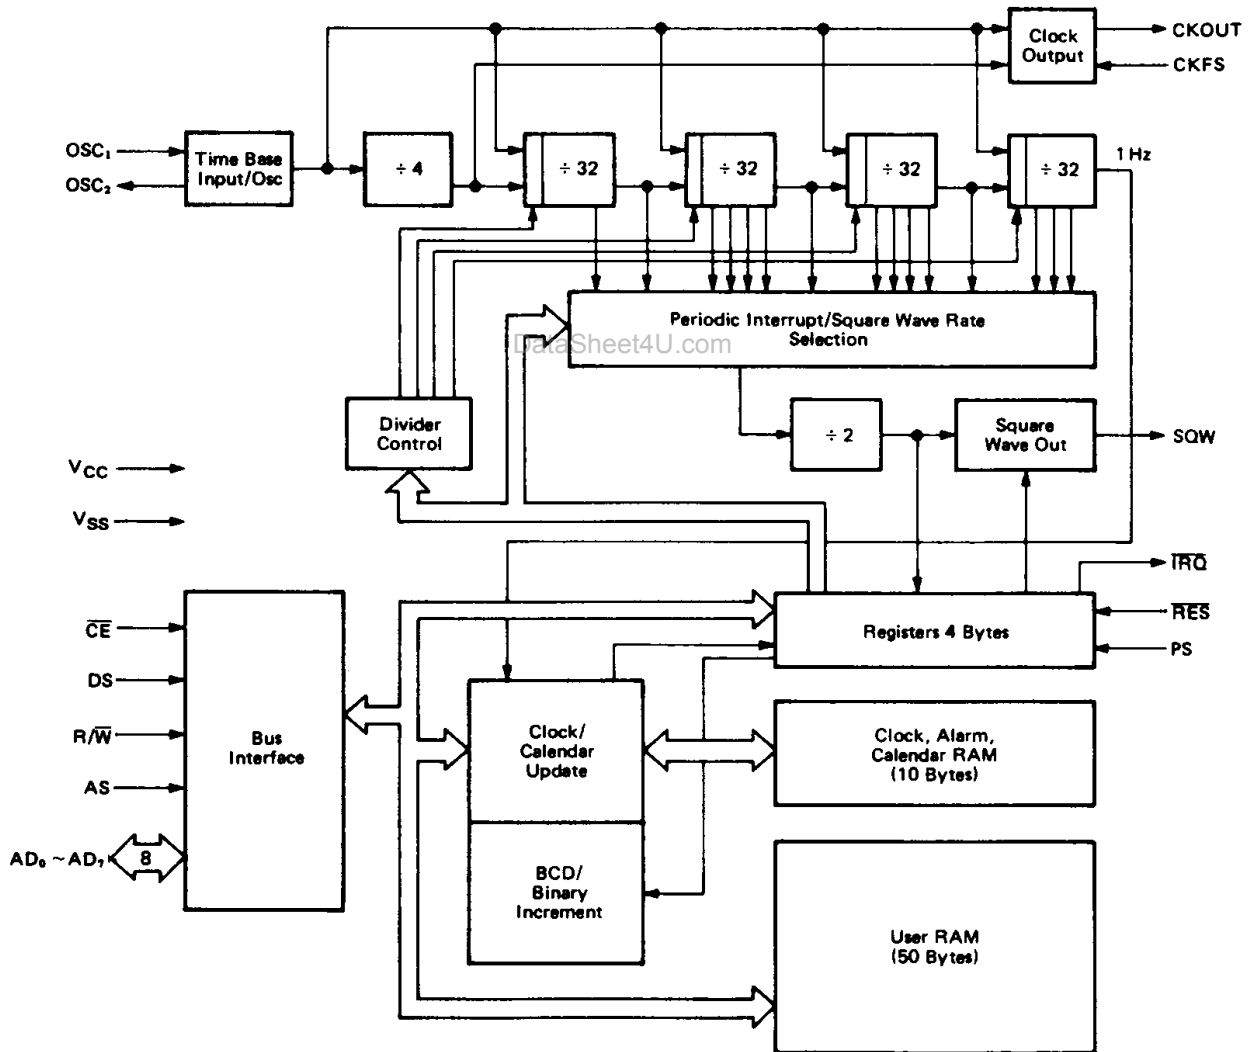 CKOUT
Clock
Output
CKFS
OSC₁
OSC₂
Time Base
Input/Osc
÷ 4
÷ 32
÷ 32
÷ 32
÷ 32
1 Hz
Periodic Interrupt/Square Wave Rate
Selection
DataSheet4U.com
Divider
Control
÷ 2
Square
Wave Out
SQW
VCC
VSS
I̅R̅Q̅
Registers 4 Bytes
R̅E̅S̅
PS
C̅E̅
DS
R/W̅
AS
AD₀ ~ AD₇
8
Bus
Interface
Clock/
Calendar
Update
Clock, Alarm,
Calendar RAM
(10 Bytes)
BCD/
Binary
Increment
User RAM
(50 Bytes)